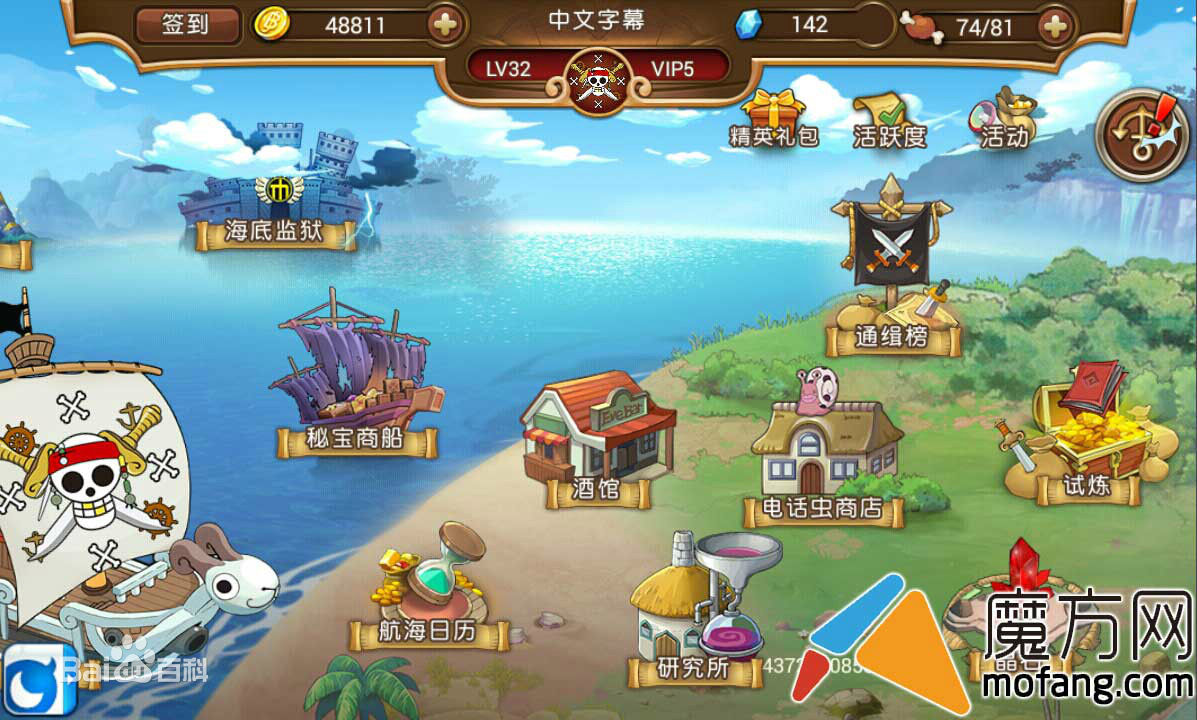 签到
48811
中文字幕
142
74/81
LV32
VIP5
精英礼包
活跃度
活动
海底监狱
通缉榜
秘宝商船
Eve Bar
酒馆
电话虫商店
试炼
航海日历
研究所
魔方网
mofang.com
Baidu百科